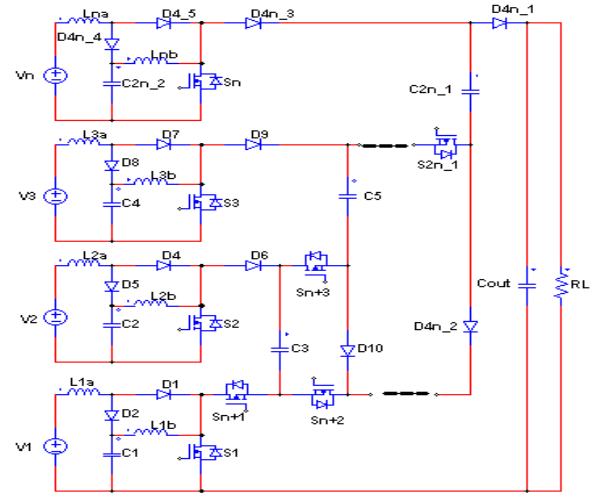 Lna D4_5 D4n_3 D4n_1
D4n_4
Lnb
Vn C2n_2 Sn C2n_1
L3a D7 D9
D8 S2n_1
L3b
V3 C4 S3 C5
L2a D4 D6
D5 Cout RL
L2b Sn+3
V2 C2 S2 D4n_2
C3 D10
L1a D1
D2 Sn+1 Sn+2
L1b
V1 C1 S1